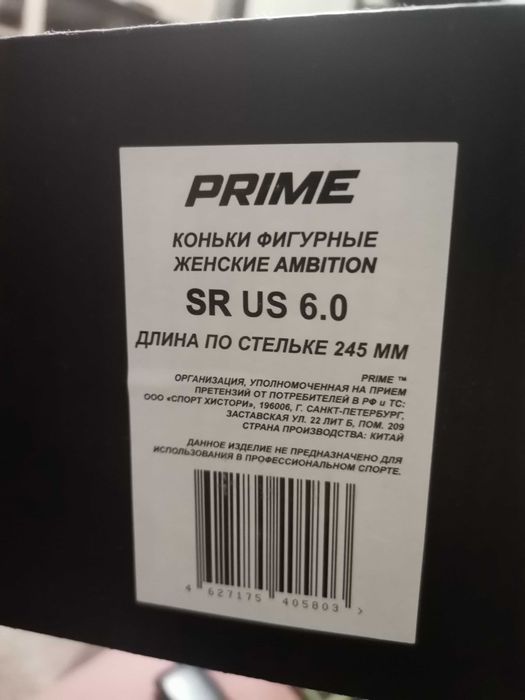 PRIME
КОНЬКИ ФИГУРНЫЕ
ЖЕНСКИЕ AMBITION
SR US 6.0
ДЛИНА ПО СТЕЛЬКЕ 245 ММ
PRIME ™
ОРГАНИЗАЦИЯ, УПОЛНОМОЧЕННАЯ НА ПРИЕМ
ПРЕТЕНЗИЙ ОТ ПОТРЕБИТЕЛЕЙ В РФ и ТС:
ООО «СПОРТ ХИСТОРИ», 196006, Г. САНКТ-ПЕТЕРБУРГ,
ЗАСТАВСКАЯ УЛ. 22 ЛИТ Б, ПОМ. 209
СТРАНА ПРОИЗВОДСТВА: КИТАЙ
ДАННОЕ ИЗДЕЛИЕ НЕ ПРЕДНАЗНАЧЕНО ДЛЯ
ИСПОЛЬЗОВАНИЯ В ПРОФЕССИОНАЛЬНОМ СПОРТЕ.
4 627175 405803 >